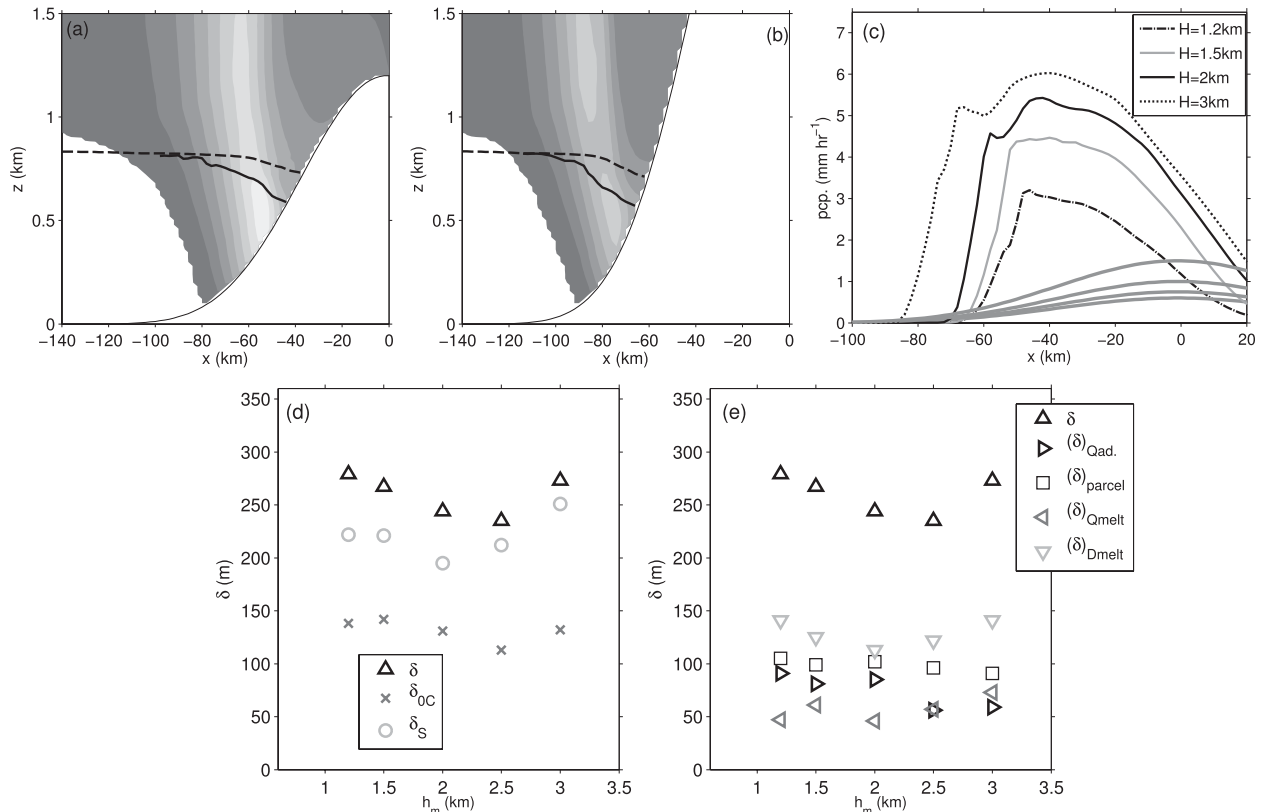 (a)
1.5
1
0.5
0
z (km)
−140 −120 −100 −80 −60 −40 −20 0
x (km)
(b)
1.5
1
0.5
0
z (km)
−140 −120 −100 −80 −60 −40 −20 0
x (km)
(c)
7
6
5
4
3
2
1
0
pcp. (mm hr⁻¹)
−100 −80 −60 −40 −20 0 20
x (km)
H=1.2km
H=1.5km
H=2km
H=3km
(d)
350
300
250
200
150
100
50
0
δ (m)
1 1.5 2 2.5 3 3.5
hₘ (km)
δ
δ0C
δS
(e)
350
300
250
200
150
100
50
0
δ (m)
1 1.5 2 2.5 3 3.5
hₘ (km)
δ
(δ)Qad.
(δ)parcel
(δ)Qmelt
(δ)Dmelt